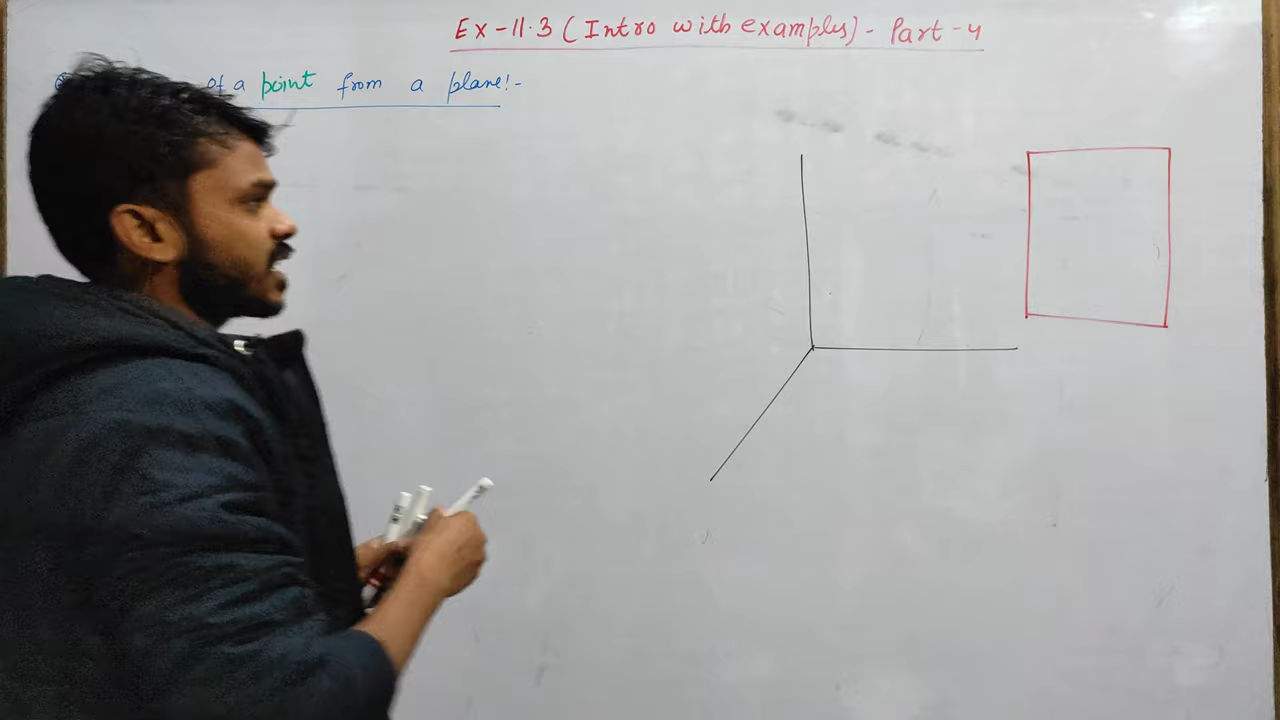 Ex-11.3 (Intro with examples) - Part-4
of a point from a plane:-